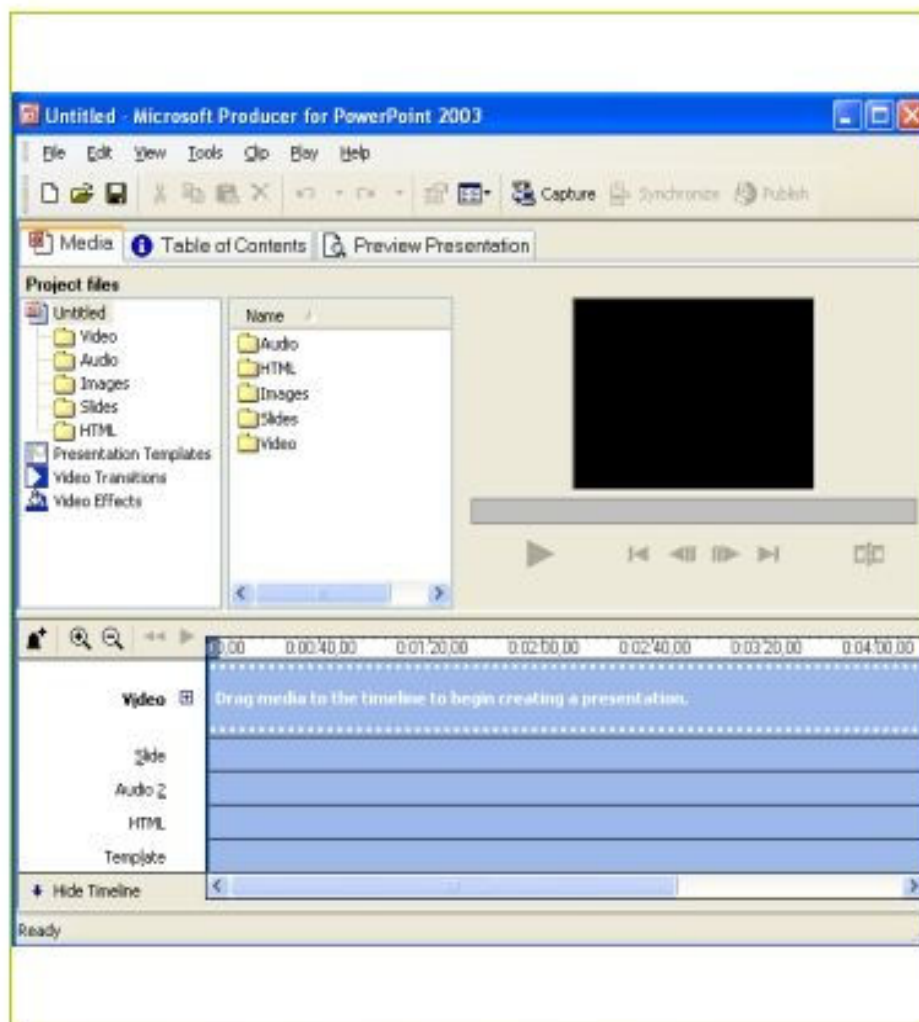 Untitled - Microsoft Producer for PowerPoint 2003
File Edit View Tools Clip Play Help
Capture Synchronize Publish
Media Table of Contents Preview Presentation
Project files
Untitled
Video
Audio
Images
Slides
HTML
Presentation Templates
Video Transitions
Video Effects
Name
Audio
HTML
Images
Slides
Video
0:00:40,00 0:01:20,00 0:02:00,00 0:02:40,00 0:03:20,00 0:04:00,00
Video Drag media to the timeline to begin creating a presentation.
Slide
Audio 2
HTML
Template
Hide Timeline
Ready